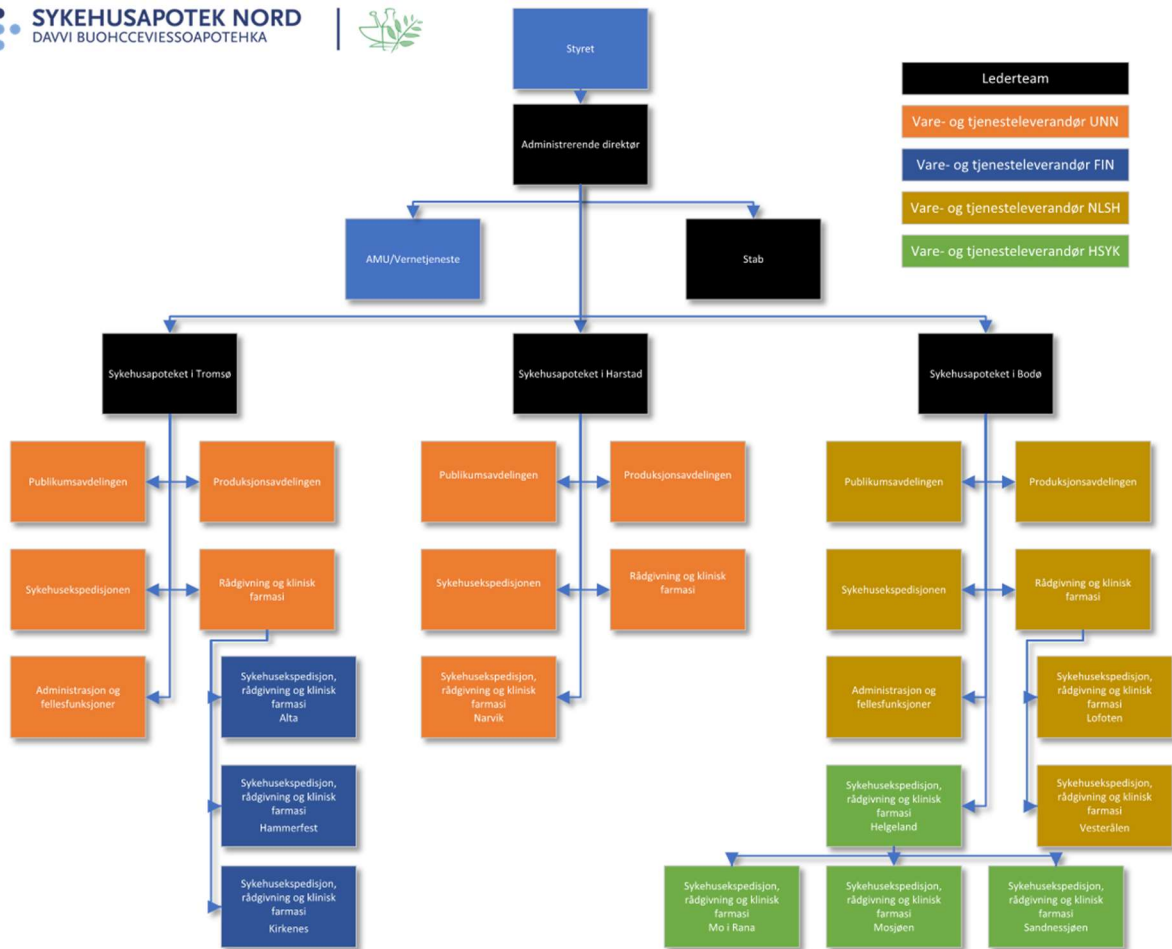 SYKEHUSAPOTEK NORD
DAVVI BUOHCCEVIESSOAPOTEHKA
Styret
Lederteam
Vare- og tjenesteleverandør UNN
Vare- og tjenesteleverandør FIN
Vare- og tjenesteleverandør NLSH
Vare- og tjenesteleverandør HSYK
Administrerende direktør
AMU/Vernetjeneste
Stab
Sykehusapoteket i Tromsø
Sykehusapoteket i Harstad
Sykehusapoteket i Bodø
Publikumsavdelingen
Produksjonsavdelingen
Sykehusekspedisjonen
Rådgivning og klinisk
farmasi
Administrasjon og
fellesfunksjoner
Sykehusekspedisjon,
rådgivning og klinisk
farmasi
Alta
Sykehusekspedisjon,
rådgivning og klinisk
farmasi
Hammerfest
Sykehusekspedisjon,
rådgivning og klinisk
farmasi
Kirkenes
Publikumsavdelingen
Produksjonsavdelingen
Sykehusekspedisjonen
Rådgivning og klinisk
farmasi
Sykehusekspedisjon,
rådgivning og klinisk
farmasi
Narvik
Publikumsavdelingen
Produksjonsavdelingen
Sykehusekspedisjonen
Rådgivning og klinisk
farmasi
Administrasjon og
fellesfunksjoner
Sykehusekspedisjon,
rådgivning og klinisk
farmasi
Lofoten
Sykehusekspedisjon,
rådgivning og klinisk
farmasi
Helgeland
Sykehusekspedisjon,
rådgivning og klinisk
farmasi
Vesterålen
Sykehusekspedisjon,
rådgivning og klinisk
farmasi
Mo i Rana
Sykehusekspedisjon,
rådgivning og klinisk
farmasi
Mosjøen
Sykehusekspedisjon,
rådgivning og klinisk
farmasi
Sandnessjøen